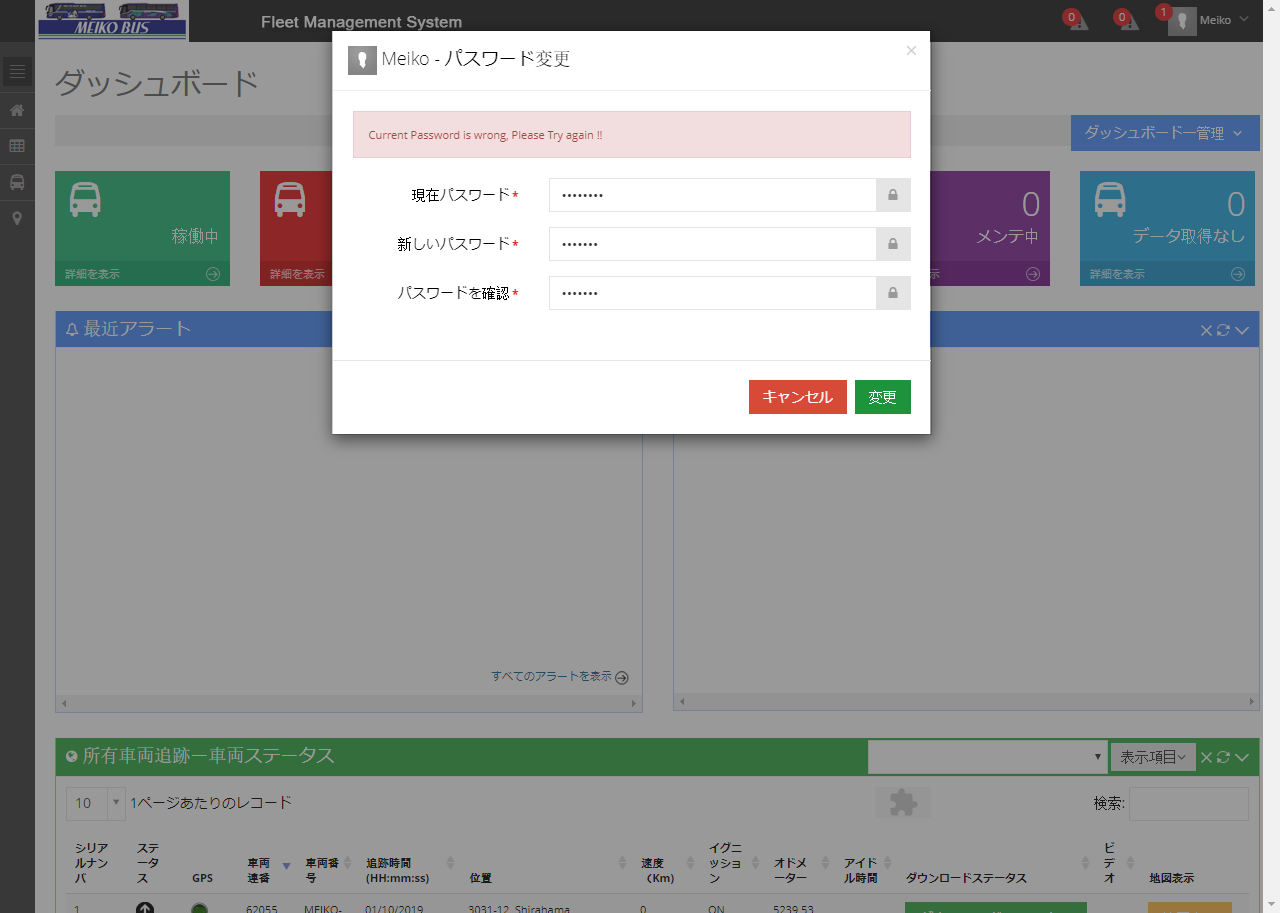 MEIKO BUS
Fleet Management System
0
0
1
Meiko
Meiko - パスワード変更
×
ダッシュボード
Current Password is wrong, Please Try again !!
ダッシュボード一管理
現在パスワード*
••••••••
新しいパスワード*
•••••••
パスワードを確認*
•••••••
キャンセル
変更
稼働中
詳細を表示
詳細を表示
0
メンテ中
示
0
データ取得なし
詳細を表示
最近アラート
すべてのアラートを表示
所有車両追跡ー車両ステータス
表示項目
10
1ページあたりのレコード
検索:
シリアルナンバ
ステータス
GPS
車両連番
車両番号
追跡時間
(HH:mm:ss)
位置
速度
(Km)
イグニッション
オドメーター
アイドル時間
ダウンロードステータス
ビデオ
地図表示
1
62055
MEIKO-
01/10/2019
3031-12, Shirahama
0
ON
5239.53